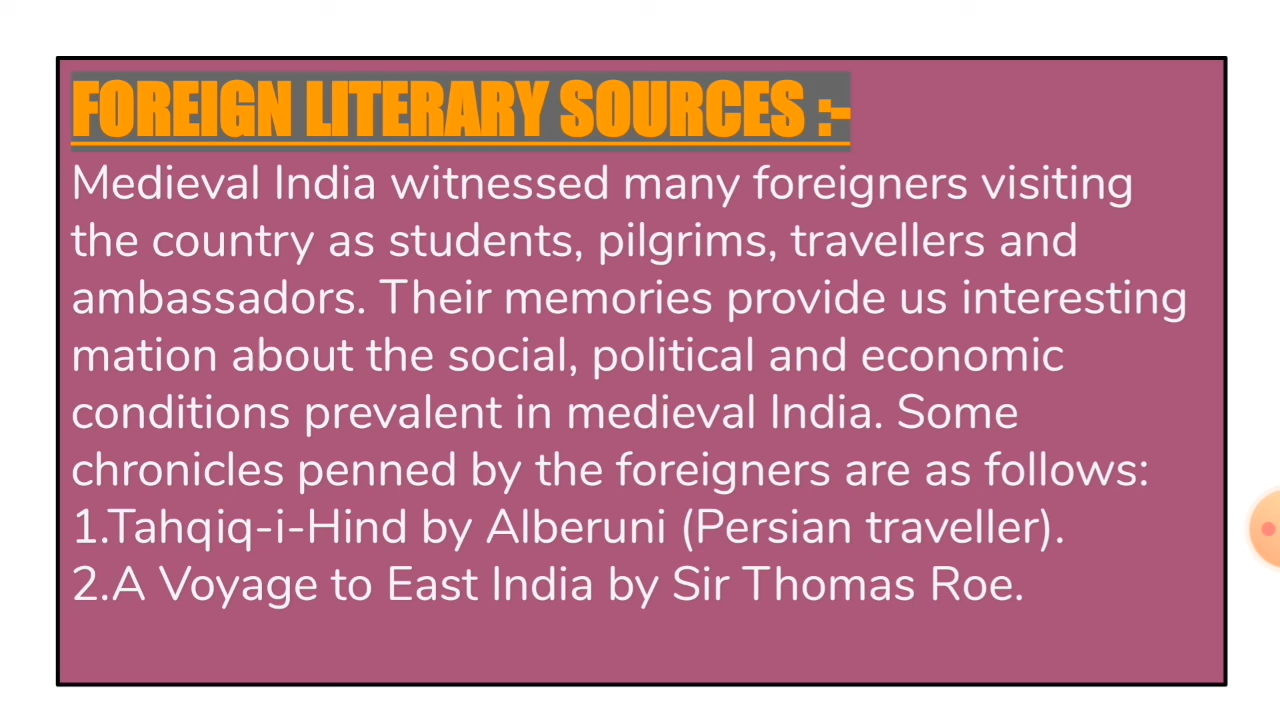 FOREIGN LITERARY SOURCES :-
Medieval India witnessed many foreigners visiting
the country as students, pilgrims, travellers and
ambassadors. Their memories provide us interesting
mation about the social, political and economic
conditions prevalent in medieval India. Some
chronicles penned by the foreigners are as follows:
1.Tahqiq-i-Hind by Alberuni (Persian traveller).
2.A Voyage to East India by Sir Thomas Roe.